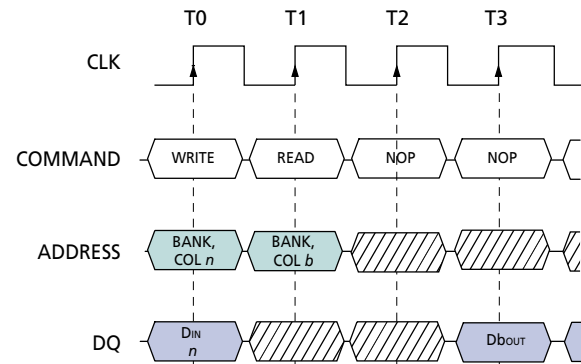 T0 T1 T2 T3
CLK
COMMAND WRITE READ NOP NOP
ADDRESS BANK, COL n BANK, COL b
DQ DIN n DbOUT